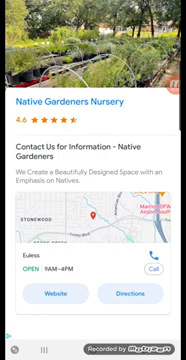 Native Gardeners Nursery
4.6
Contact Us for Information - Native
Gardeners
We Create a Beautifully Designed Space with an
Emphasis on Natives.
STONEWOOD
Euless
OPEN 9AM–4PM
Call
Website
Directions
Recorded by
Mobizen